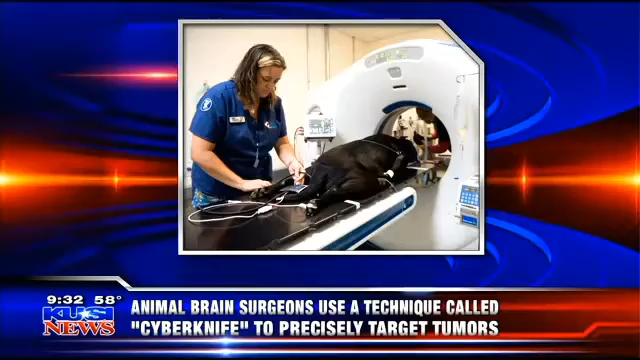 9:32 58°
KUSI
NEWS
ANIMAL BRAIN SURGEONS USE A TECHNIQUE CALLED
"CYBERKNIFE" TO PRECISELY TARGET TUMORS